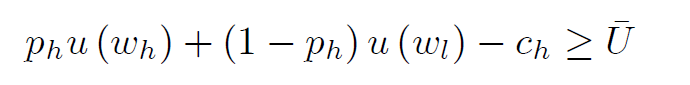 p_h u (w_h) + (1 − p_h) u (w_l) − c_h ≥ Ū